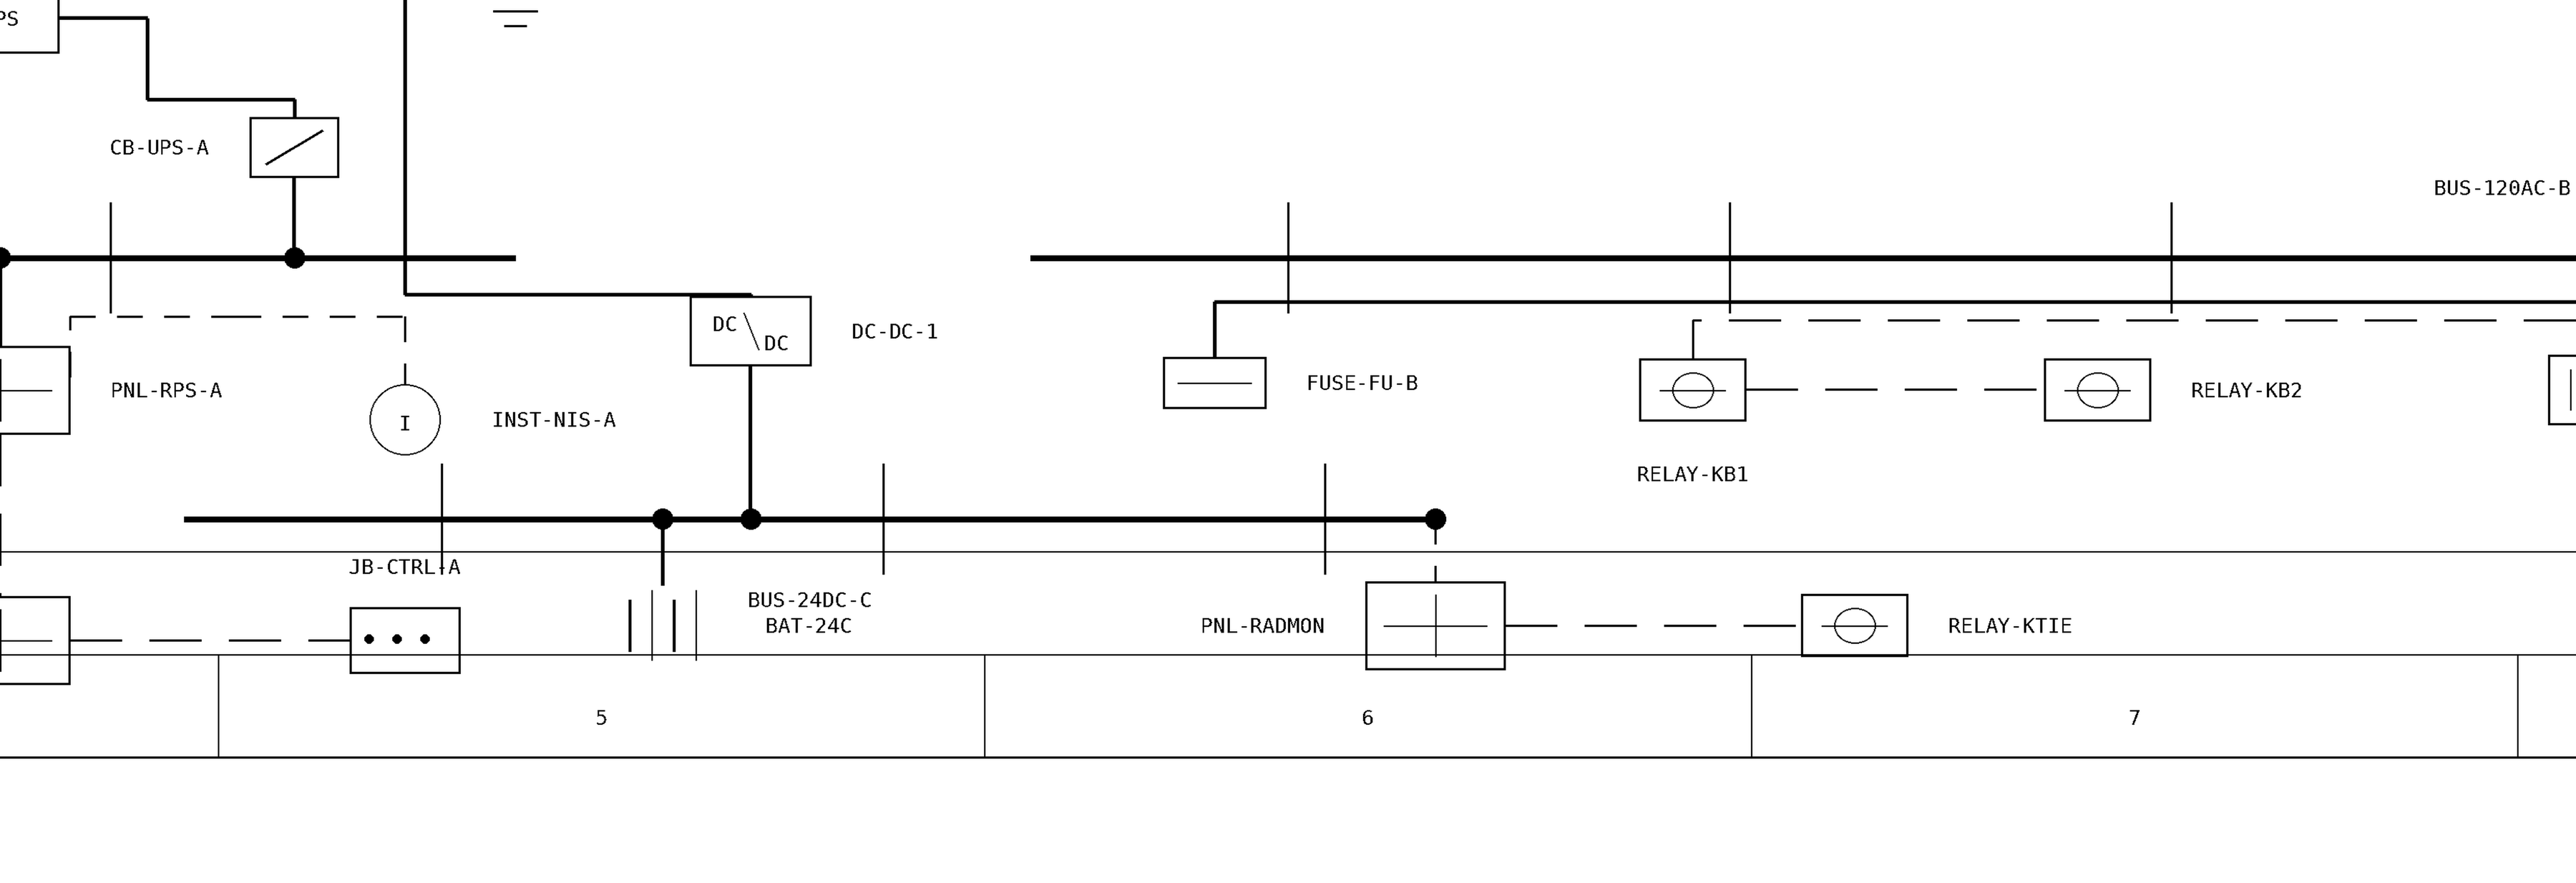 PS
CB-UPS-A
BUS-120AC-B
DC
DC
DC-DC-1
PNL-RPS-A
I
INST-NIS-A
FUSE-FU-B
RELAY-KB2
RELAY-KB1
JB-CTRL-A
BUS-24DC-C
BAT-24C
PNL-RADMON
RELAY-KTIE
5
6
7